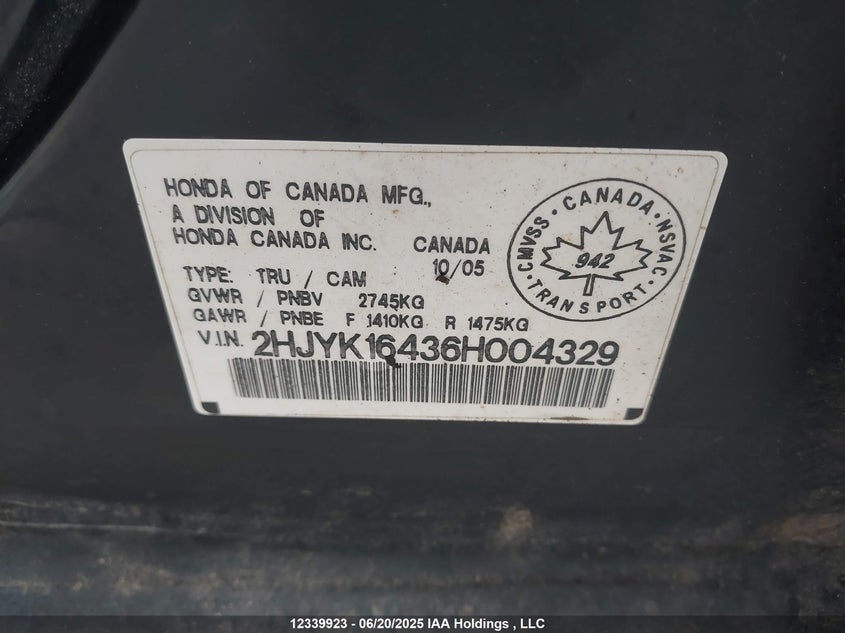 HONDA OF CANADA MFG.,
A DIVISION OF
HONDA CANADA INC. CANADA
10/05
TYPE: TRU / CAM
GVWR / PNBV 2745KG
GAWR / PNBE F 1410KG R 1475KG
V.I.N. 2HJYK16436H004329
CMVSS · CANADA · NSVAC · TRANSPORT ·
942
12339923 - 06/20/2025 IAA Holdings , LLC